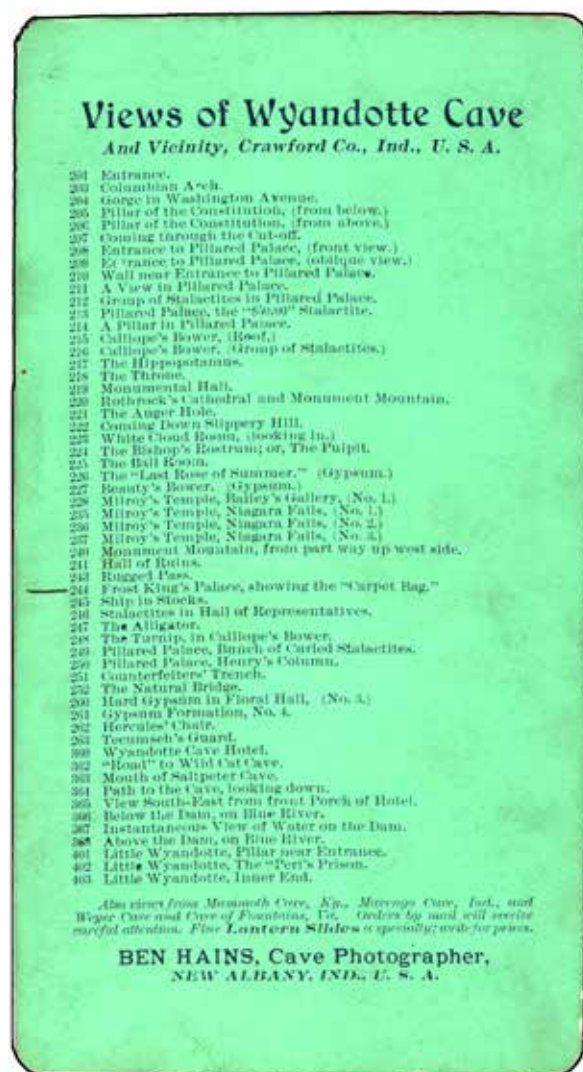 Views of Wyandotte Cave
And Vicinity, Crawford Co., Ind., U. S. A.
201 Entrance.
203 Columbian Arch.
204 Gorge in Washington Avenue.
205 Pillar of the Constitution, (from below.)
206 Pillar of the Constitution, (from above.)
207 Coming through the Cut-off.
208 Entrance to Pillared Palace, (front view.)
209 Entrance to Pillared Palace, (oblique view.)
210 Wall near Entrance to Pillared Palace.
211 A View in Pillared Palace.
212 Group of Stalactites in Pillared Palace.
213 Pillared Palace, the Stalactite.
214 A Pillar in Pillared Palace.
215 Calliope's Bower, (Roof,)
216 Calliope's Bower, (Group of Stalactites.)
217 The Hippopotamus.
218 The Throne.
219 Monumental Hall.
220 Rothrock's Cathedral and Monument Mountain.
221 The Auger Hole.
222 Coming Down Slippery Hill.
223 White Cloud Room, (looking in.)
224 The Bishop's Rostrum; or, The Pulpit.
225 The Ball Room.
226 The "Last Rose of Summer." (Gypsum.)
227 Beauty's Bower. (Gypsum.)
228 Milroy's Temple, Bailey's Gallery, (No. 1.)
235 Milroy's Temple, Niagara Falls, (No. 1.)
236 Milroy's Temple, Niagara Falls, (No. 2.)
237 Milroy's Temple, Niagara Falls, (No. 3.)
240 Monument Mountain, from part way up west side.
241 Hall of Ruins.
243 Rugged Pass.
244 Frost King's Palace, showing the "Carpet Bag."
245 Ship in Stocks.
246 Stalactites in Hall of Representatives.
247 The Alligator.
248 The Turnip, in Calliope's Bower.
249 Pillared Palace, Bunch of Curled Stalactites.
250 Pillared Palace, Henry's Column.
251 Counterfeiters' Trench.
252 The Natural Bridge.
260 Hard Gypsum in Floral Hall, (No. 3.)
261 Gypsum Formation, No. 4.
262 Hercules' Chair.
263 Tecumseh's Guard.
360 Wyandotte Cave Hotel.
362 "Road" to Wild Cat Cave.
363 Mouth of Saltpeter Cave.
364 Path to the Cave, looking down.
365 View South-East from front Porch of Hotel.
366 Below the Dam, on Blue River.
367 Instantaneous View of Water on the Dam.
368 Above the Dam, on Blue River.
401 Little Wyandotte, Pillar near Entrance.
402 Little Wyandotte, The "Peri's Prison.
403 Little Wyandotte, Inner End.
Also views from Mammoth Cave, Ky., Marengo Cave, Ind., and
Weyer Cave and Cave of Fountains, Va. Orders by mail will receive
careful attention. Fine Lantern Slides a specialty; write for prices.
BEN HAINS, Cave Photographer,
NEW ALBANY, IND., U. S. A.